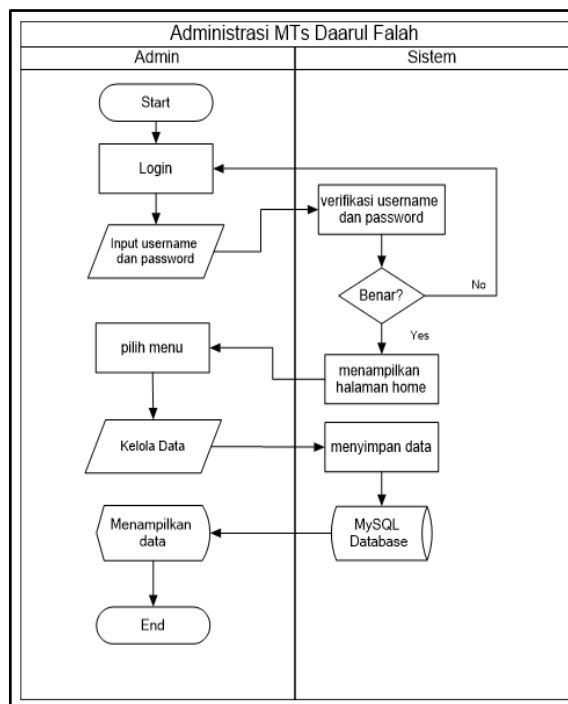 Administrasi MTs Daarul Falah
Admin
Sistem
Start
Login
Input username
dan password
verifikasi username
dan password
Benar?
No
Yes
menampilkan
halaman home
pilih menu
Kelola Data
menyimpan data
MySQL
Database
Menampilkan
data
End